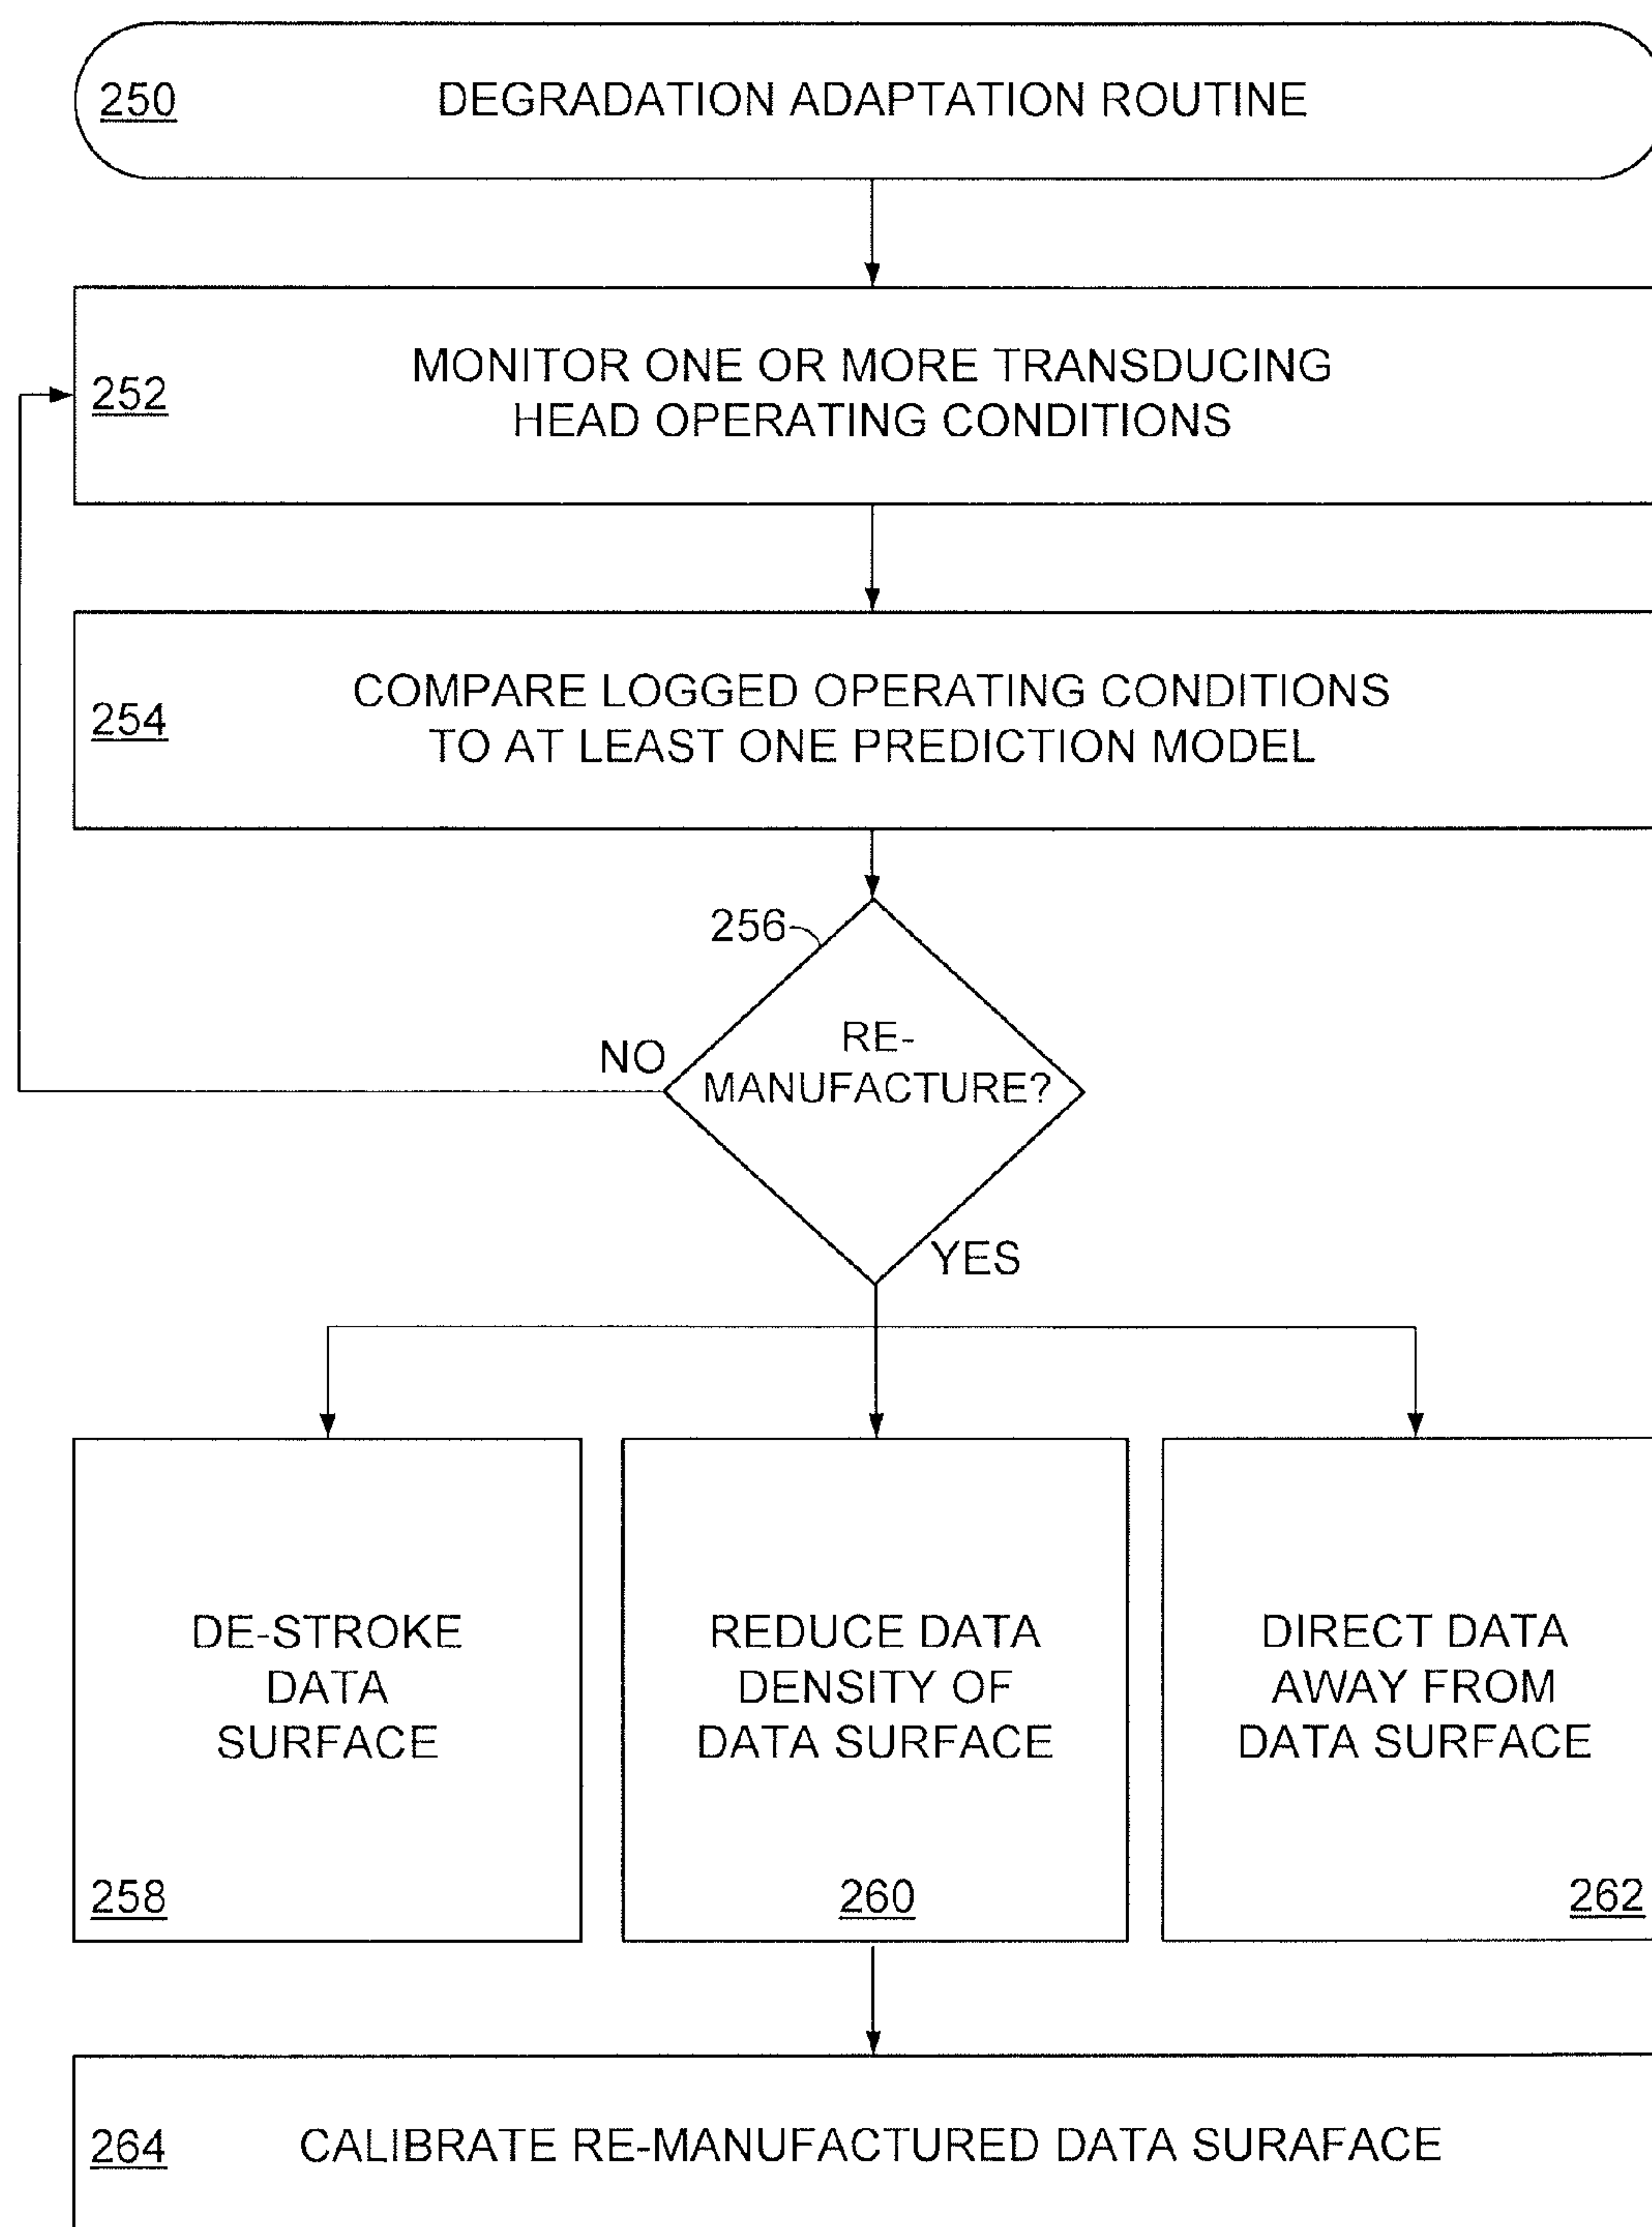 250 DEGRADATION ADAPTATION ROUTINE
MONITOR ONE OR MORE TRANSDUCING
252
HEAD OPERATING CONDITIONS
COMPARE LOGGED OPERATING CONDITIONS
254
TO AT LEAST ONE PREDICTION MODEL
256
RE-
NO
MANUFACTURE?
YES
DE-STROKE
DATA
SURFACE
258
REDUCE DATA
DENSITY OF
DATA SURFACE
260
DIRECT DATA
AWAY FROM
DATA SURFACE
262
264 CALIBRATE RE-MANUFACTURED DATA SURAFACE